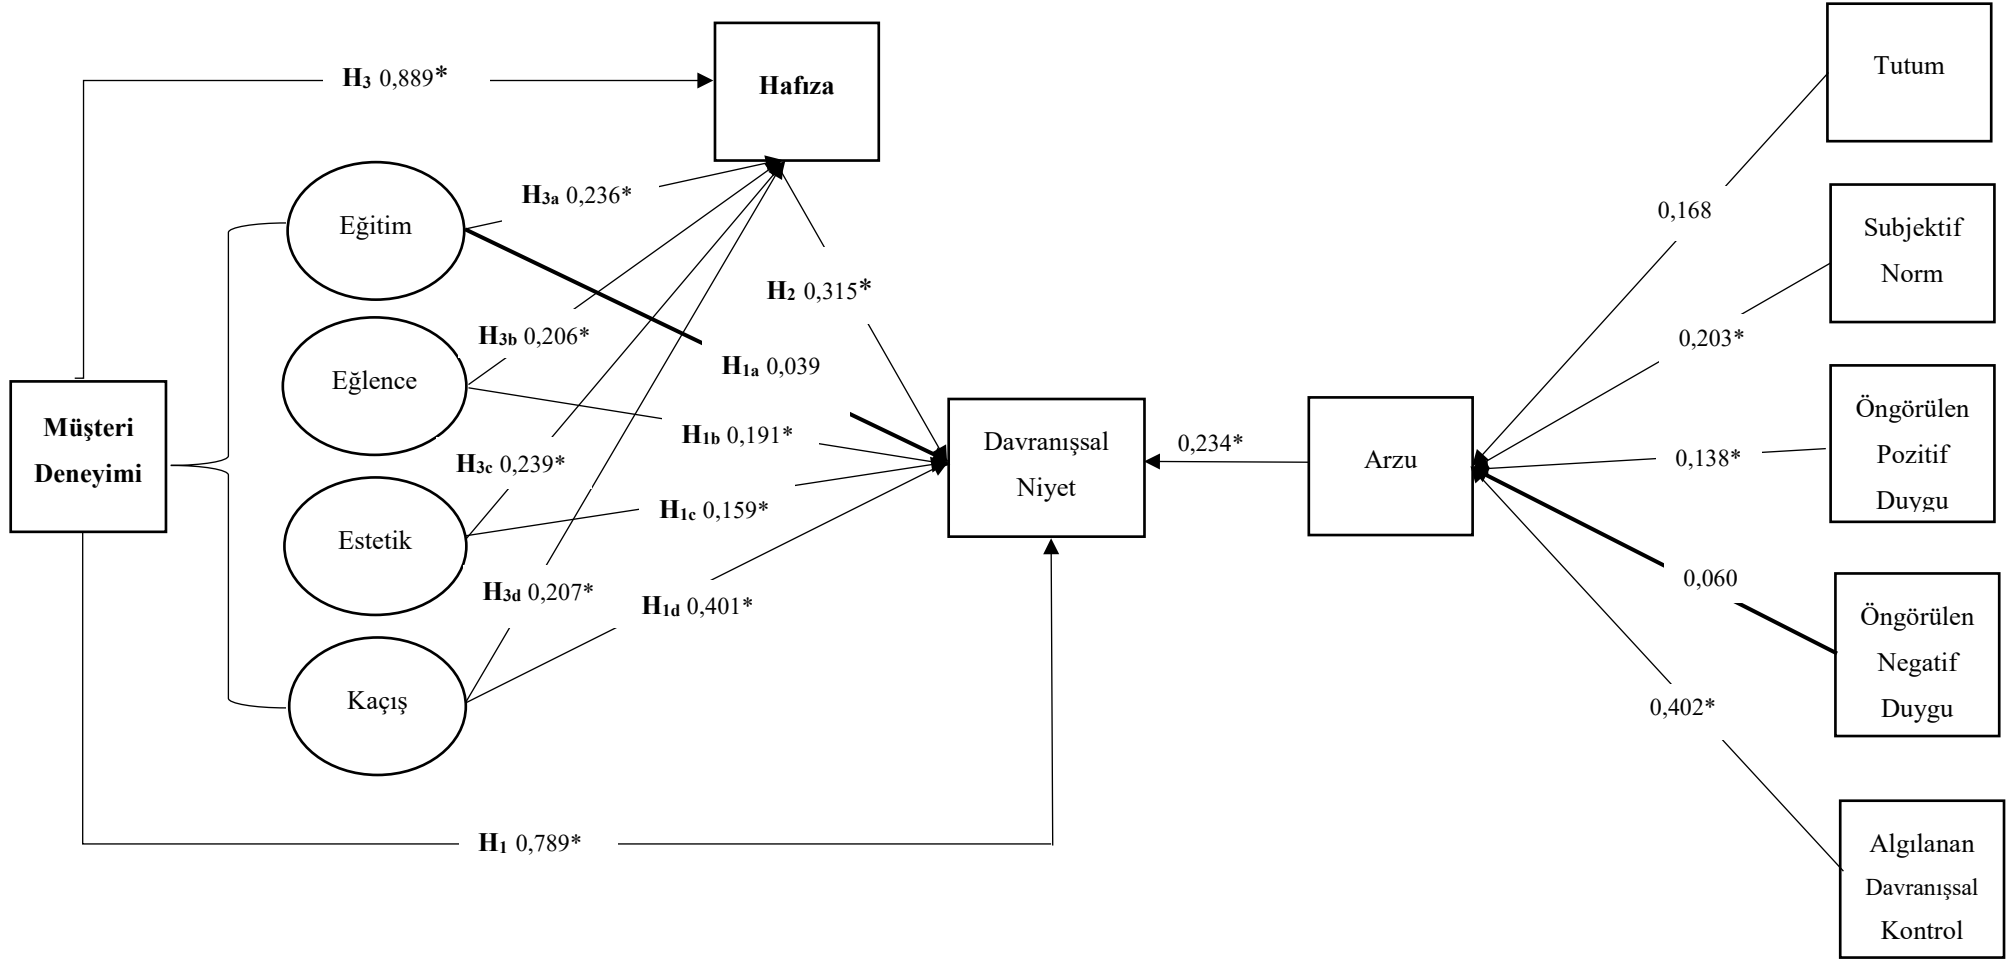 H3 0,889*
Hafıza
Tutum
H3a 0,236*
Eğitim
0,168
Subjektif
Norm
H2 0,315*
H3b 0,206*
0,203*
H1a 0,039
Eğlence
Müşteri
Deneyimi
H1b 0,191*
H3c 0,239*
Davranışsal
Niyet
0,234*
Arzu
0,138*
Öngörülen
Pozitif
Duygu
H1c 0,159*
Estetik
H3d 0,207*
H1d 0,401*
0,060
Öngörülen
Negatif
Duygu
Kaçış
0,402*
H1 0,789*
Algılanan
Davranışsal
Kontrol